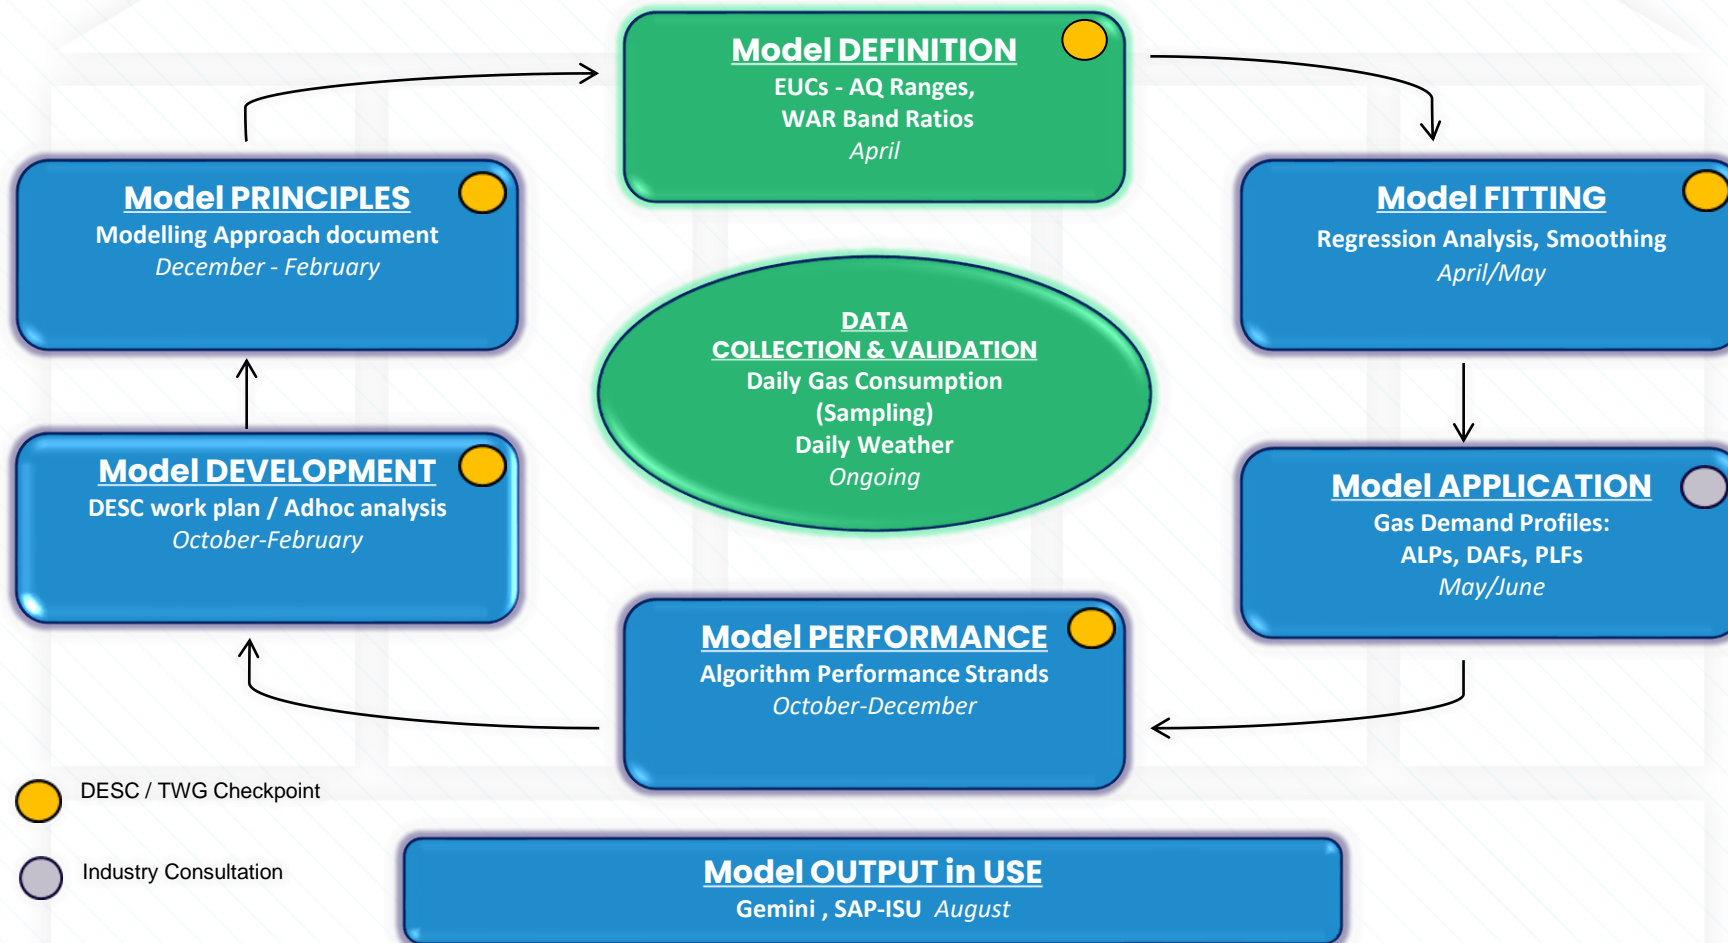 Model DEFINITION
EUCs - AQ Ranges,
WAR Band Ratios
April
Model PRINCIPLES
Modelling Approach document
December - February
Model FITTING
Regression Analysis, Smoothing
April/May
DATA
COLLECTION & VALIDATION
Daily Gas Consumption
(Sampling)
Daily Weather
Ongoing
Model DEVELOPMENT
DESC work plan / Adhoc analysis
October-February
Model APPLICATION
Gas Demand Profiles:
ALPs, DAFs, PLFs
May/June
Model PERFORMANCE
Algorithm Performance Strands
October-December
DESC / TWG Checkpoint
Industry Consultation
Model OUTPUT in USE
Gemini , SAP-ISU August